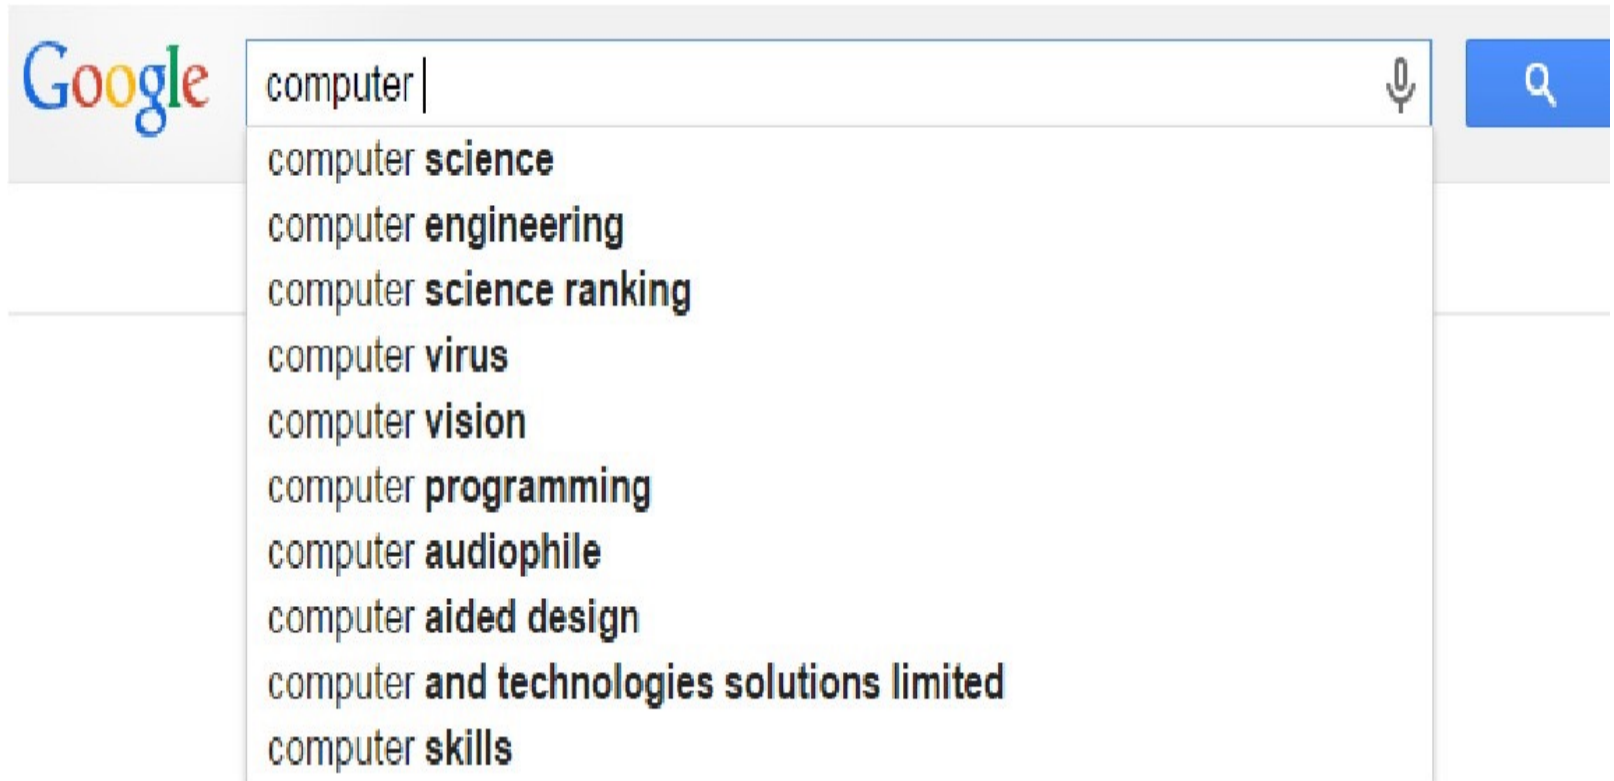 Google
computer
computer science
computer engineering
computer science ranking
computer virus
computer vision
computer programming
computer audiophile
computer aided design
computer and technologies solutions limited
computer skills